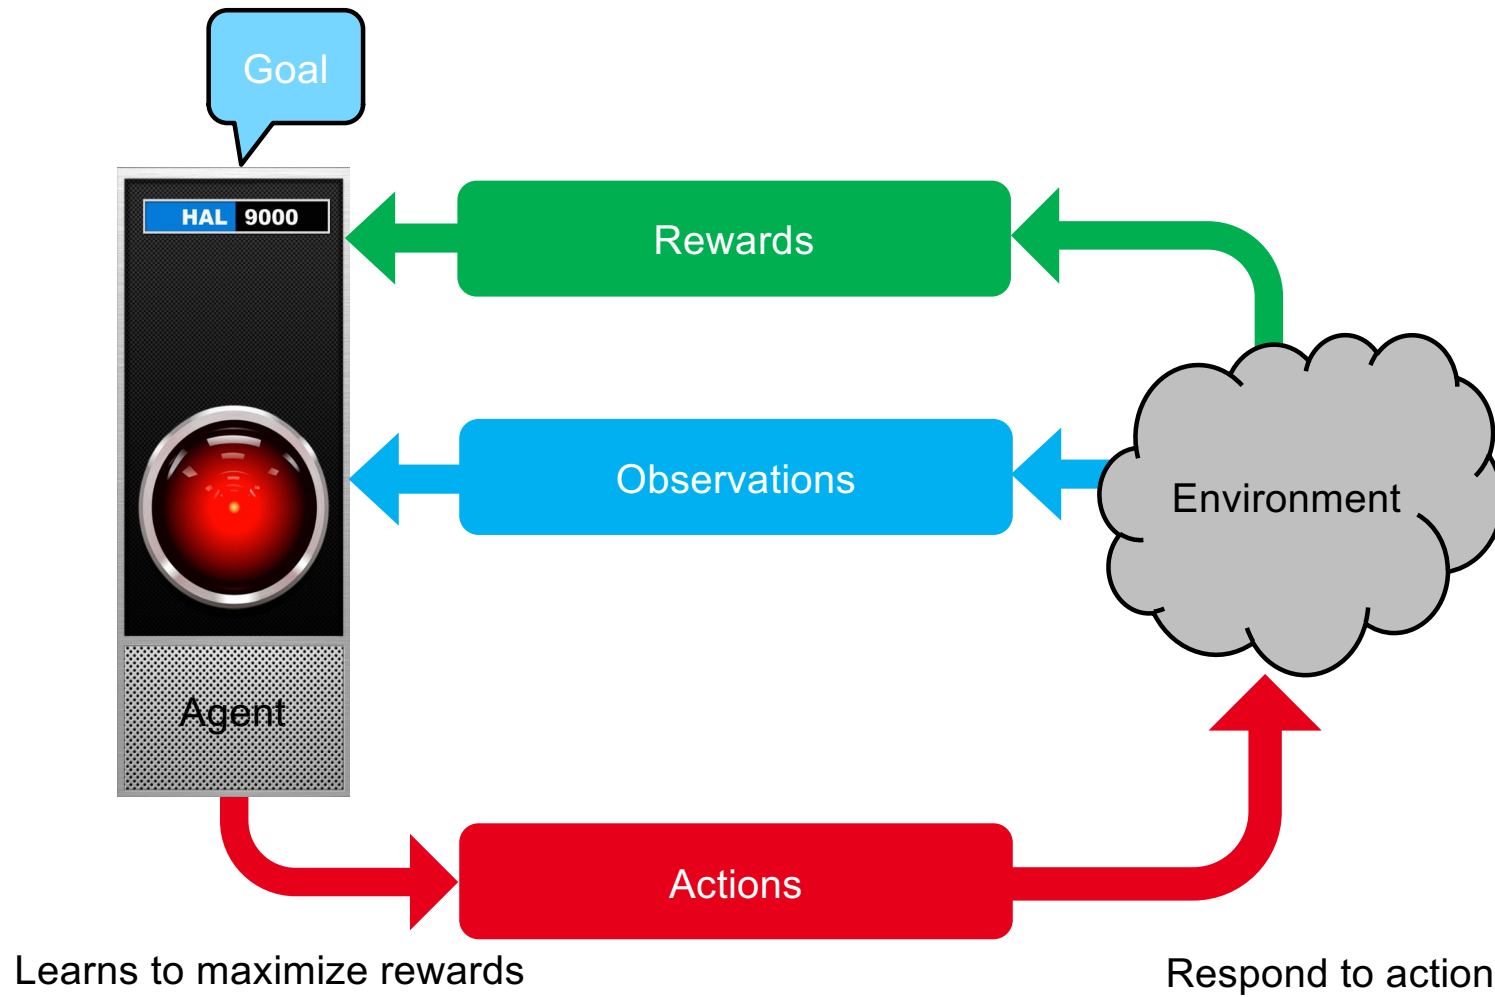 Goal
HAL 9000
Rewards
Observations
Environment
Agent
Actions
Learns to maximize rewards
Respond to action